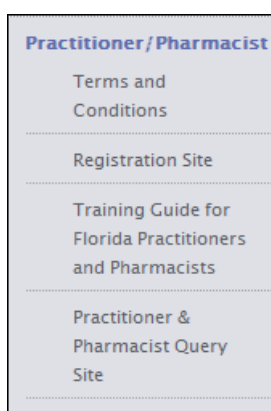 Practitioner/Pharmacist
Terms and
Conditions
Registration Site
Training Guide for
Florida Practitioners
and Pharmacists
Practitioner &
Pharmacist Query
Site